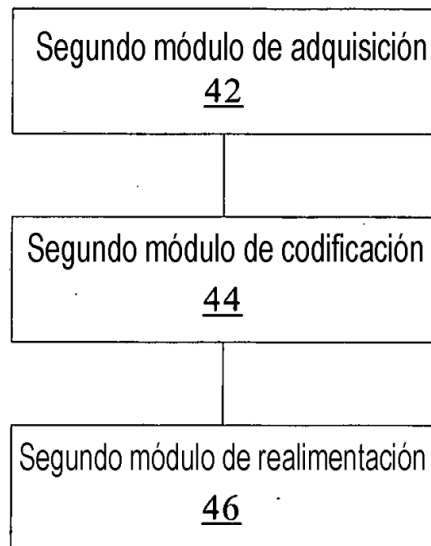 Segundo módulo de adquisición
42
Segundo módulo de codificación
44
Segundo módulo de realimentación
46